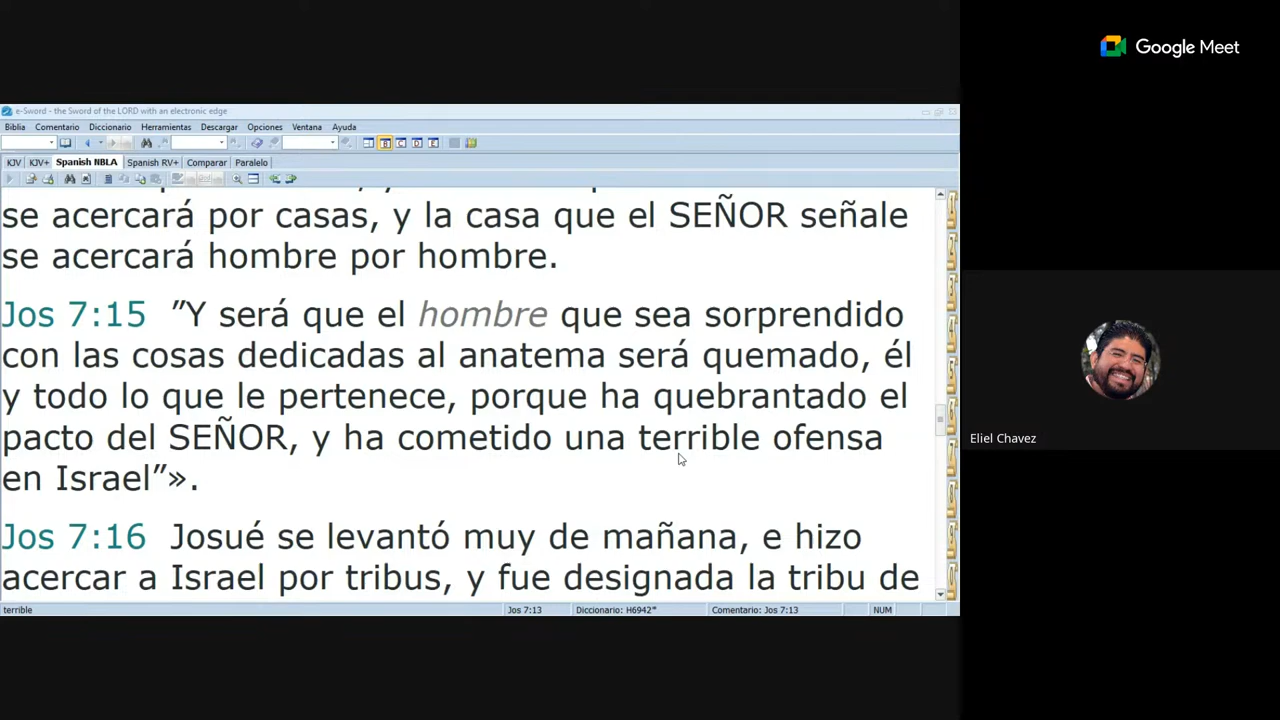 Google Meet
e-Sword - the Sword of the LORD with an electronic edge
Biblia Comentario Diccionario Herramientas Descargar Opciones Ventana Ayuda
KJV KJV+ Spanish NBLA Spanish RV+ Comparar Paralelo
se acercará por casas, y la casa que el SEÑOR señale
se acercará hombre por hombre.
Jos 7:15 ”Y será que el hombre que sea sorprendido
con las cosas dedicadas al anatema será quemado, él
y todo lo que le pertenece, porque ha quebrantado el
pacto del SEÑOR, y ha cometido una terrible ofensa
en Israel”».
Jos 7:16 Josué se levantó muy de mañana, e hizo
acercar a Israel por tribus, y fue designada la tribu de
terrible Jos 7:13 Diccionario: H6942* Comentario: Jos 7:13 NUM
Eliel Chavez